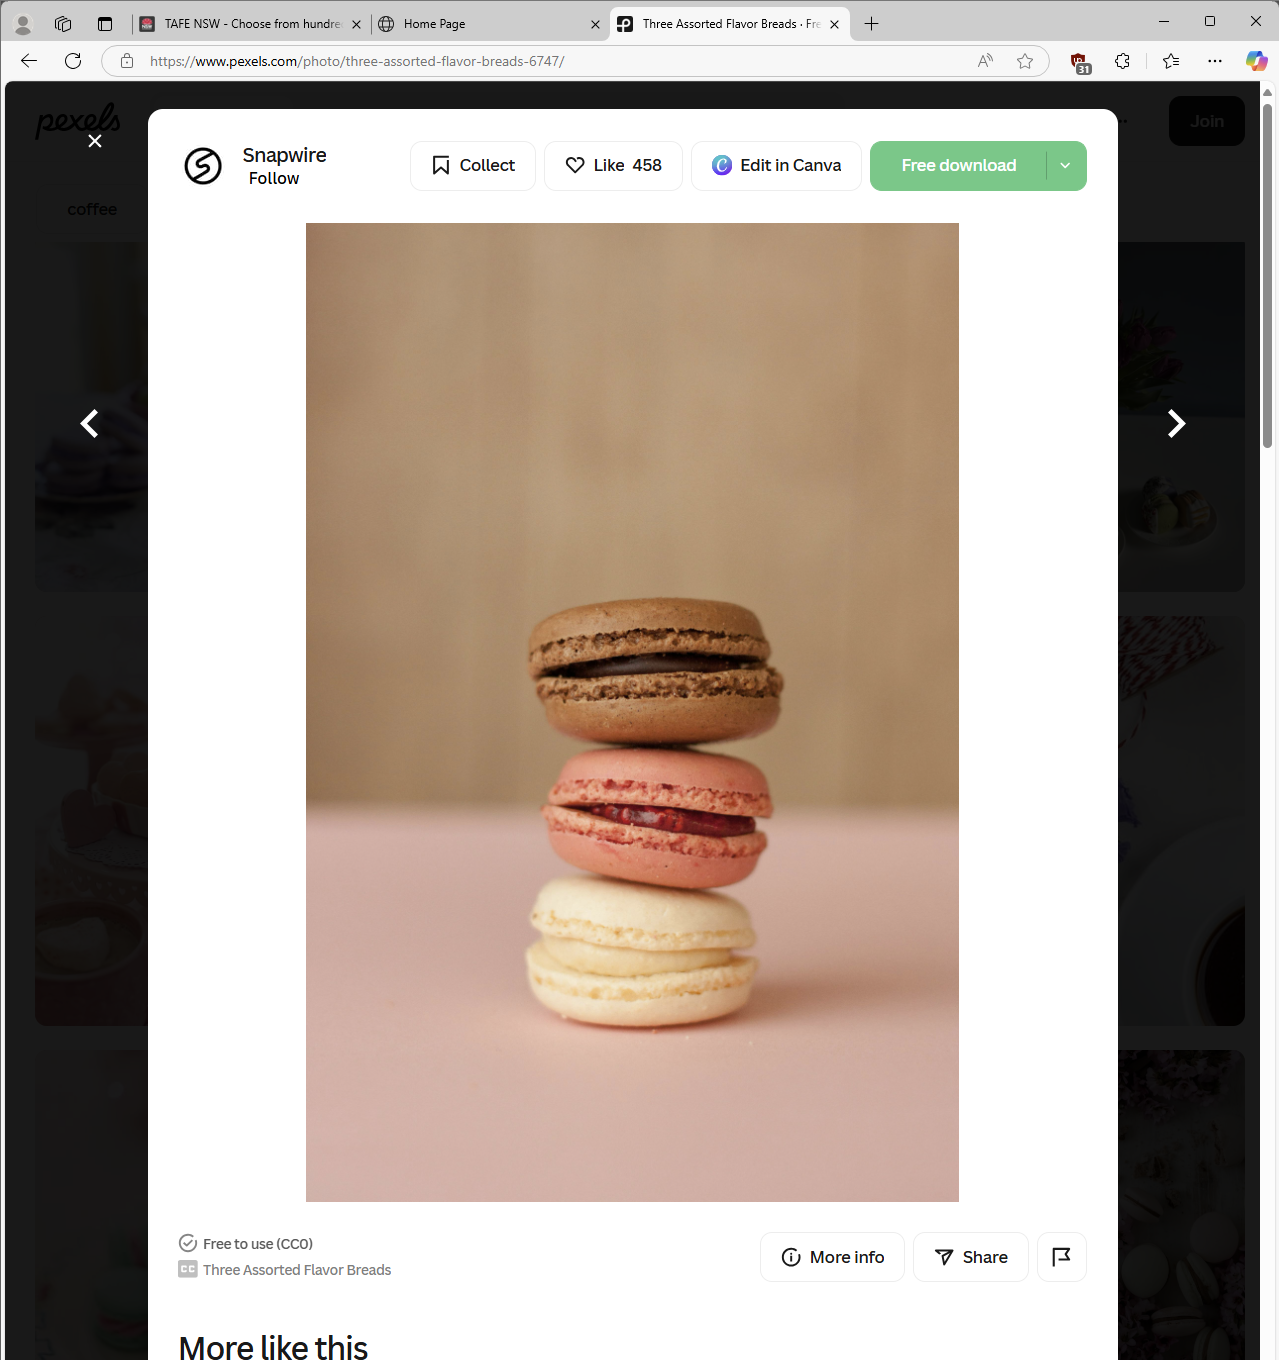 TAFE NSW - Choose from hundre
Home Page
Three Assorted Flavor Breads · Fre
https://www.pexels.com/photo/three-assorted-flavor-breads-6747/
31
pexels
Join
coffee
Snapwire
Follow
Collect
Like 458
Edit in Canva
Free download
Free to use (CC0)
CC Three Assorted Flavor Breads
More info
Share
More like this